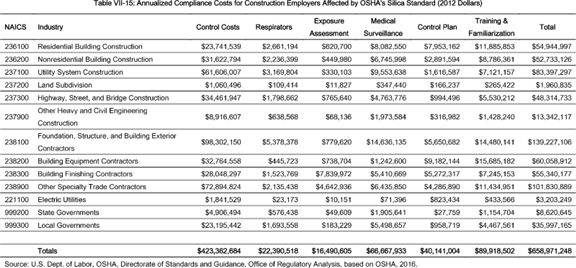 Table VII-15: Annualized Compliance Costs for Construction Employers Affected by OSHA's Silica Standard (2012 Dollars)
NAICS Industry Control Costs Respirators Exposure Assessment Medical Surveillance Control Plan Training & Familiarization Total
236100 Residential Building Construction $23,741,539 $2,661,194 $620,700 $8,082,550 $7,953,162 $11,885,853 $54,944,997
236200 Nonresidential Building Construction $31,622,794 $2,236,399 $449,980 $6,745,998 $2,891,594 $8,786,361 $52,733,126
237100 Utility System Construction $61,606,007 $3,169,804 $330,103 $9,553,638 $1,616,587 $7,121,157 $83,397,297
237200 Land Subdivision $1,060,496 $109,414 $11,827 $347,440 $166,237 $265,422 $1,960,835
237300 Highway, Street, and Bridge Construction $34,461,947 $1,798,662 $765,640 $4,763,776 $994,496 $5,530,212 $48,314,733
237900 Other Heavy and Civil Engineering Construction $8,916,607 $638,568 $68,136 $1,973,584 $316,982 $1,428,240 $13,342,117
238100 Foundation, Structure, and Building Exterior Contractors $98,302,150 $5,378,378 $779,620 $14,636,135 $5,650,682 $14,480,141 $139,227,106
238200 Building Equipment Contractors $32,764,558 $445,723 $738,704 $1,242,600 $9,182,144 $15,685,182 $60,058,912
238300 Building Finishing Contractors $28,048,297 $1,523,769 $7,839,972 $5,410,669 $5,272,317 $7,245,153 $55,340,177
238900 Other Specialty Trade Contractors $72,894,824 $2,135,438 $4,642,936 $6,435,850 $4,286,890 $11,434,951 $101,830,889
221100 Electric Utilities $1,841,529 $23,173 $10,151 $71,396 $823,434 $433,566 $3,203,249
999200 State Governments $4,906,494 $576,438 $49,609 $1,905,641 $27,759 $1,154,704 $8,620,645
999300 Local Governments $23,195,442 $1,693,558 $183,229 $5,498,657 $958,719 $4,467,561 $35,997,165
Totals $423,362,684 $22,390,518 $16,490,605 $66,667,933 $40,141,004 $89,918,502 $658,971,248
Source: U.S. Dept. of Labor, OSHA, Directorate of Standards and Guidance, Office of Regulatory Analysis, based on OSHA, 2016.